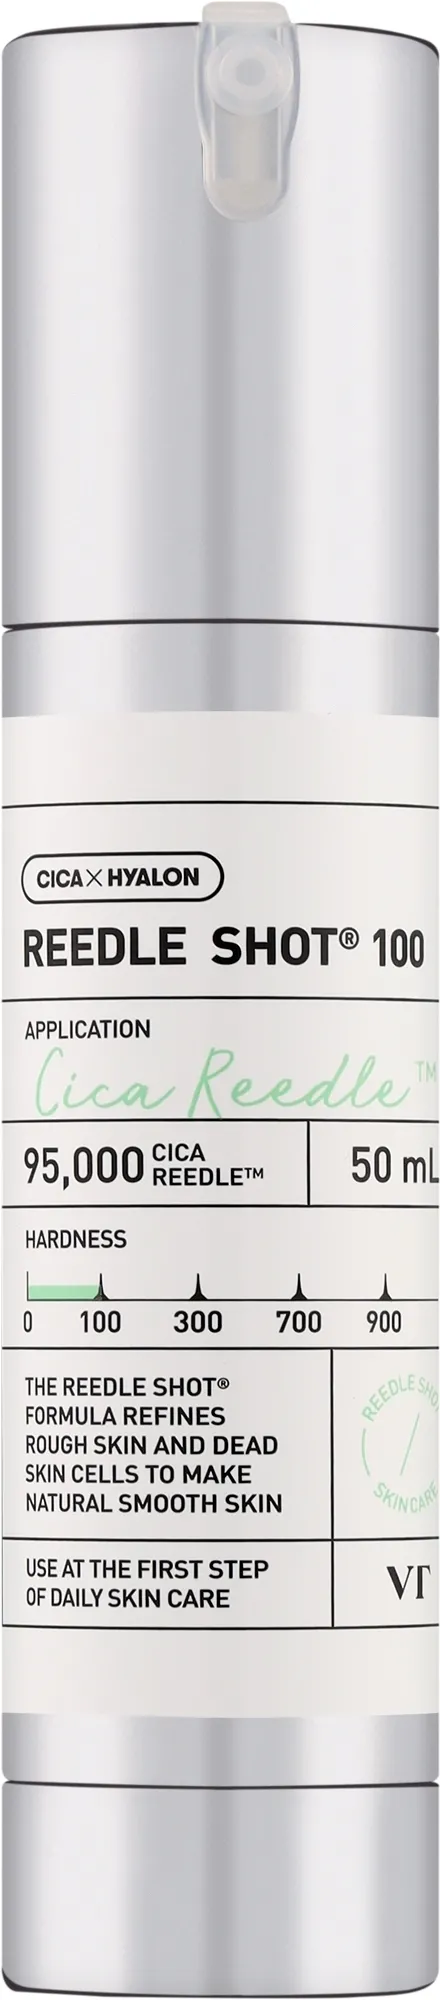 CICA X HYALON
REEDLE SHOT® 100
APPLICATION
Cica Reedle™
95,000 CICA REEDLE™
50 mL
HARDNESS
0 100 300 700 900
THE REEDLE SHOT®
FORMULA REFINES
ROUGH SKIN AND DEAD
SKIN CELLS TO MAKE
NATURAL SMOOTH SKIN
REEDLE SHOT
SKINCARE
USE AT THE FIRST STEP
OF DAILY SKIN CARE
VT